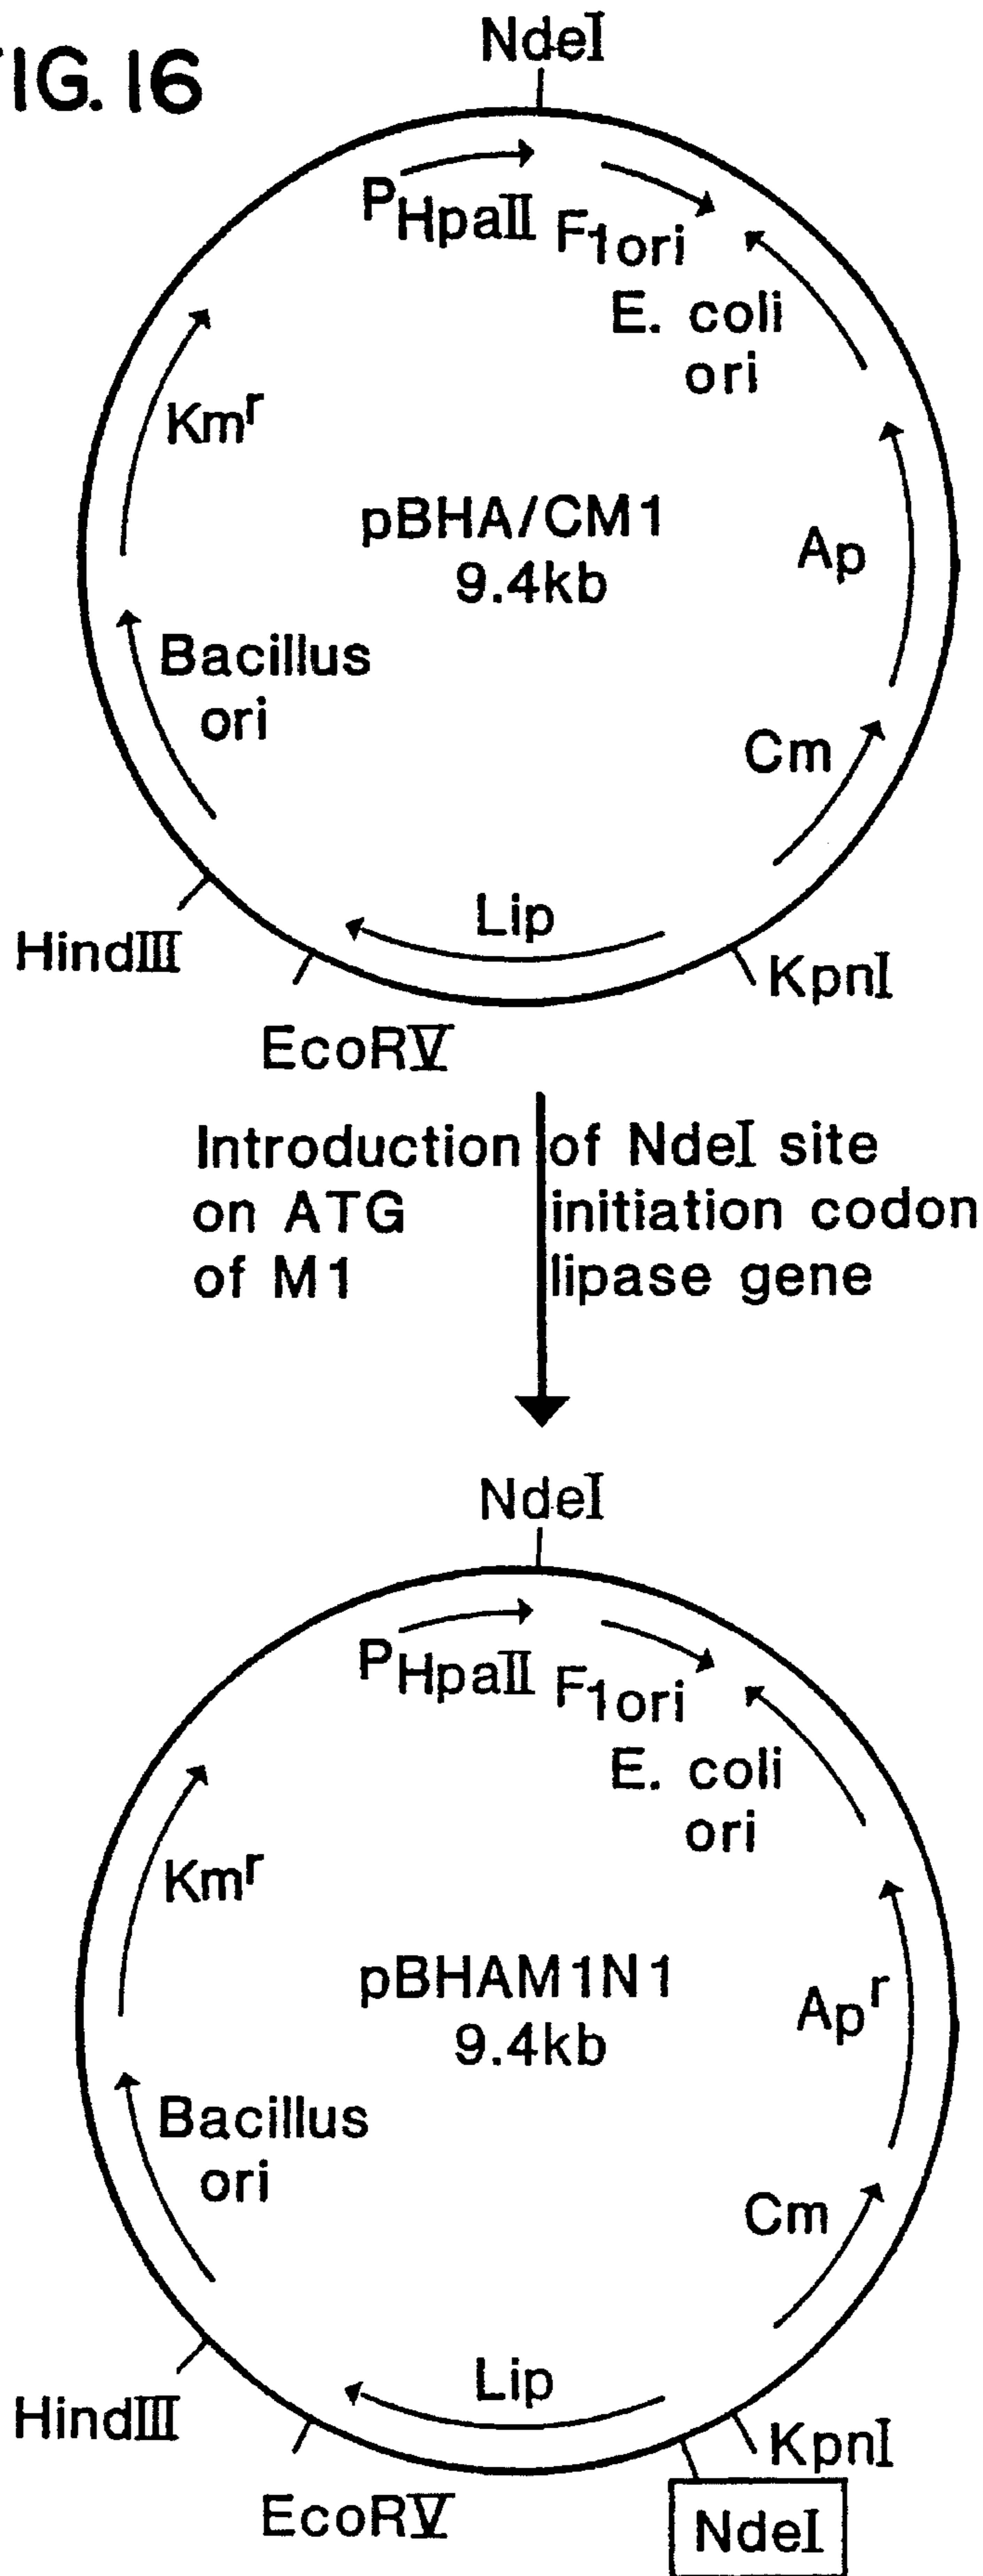 FIG. 16
NdeI
PHpaII F1ori
E. coli
ori
Kmr
pBHA/CM1
9.4kb
Ap
Bacillus
ori
Cm
Lip
HindIII
KpnI
EcoRV
Introduction of NdeI site
on ATG initiation codon
of M1 lipase gene
NdeI
PHpaII F1ori
E. coli
ori
Kmr
pBHAM1N1
9.4kb
Apr
Bacillus
ori
Cm
Lip
HindIII
KpnI
EcoRV
NdeI